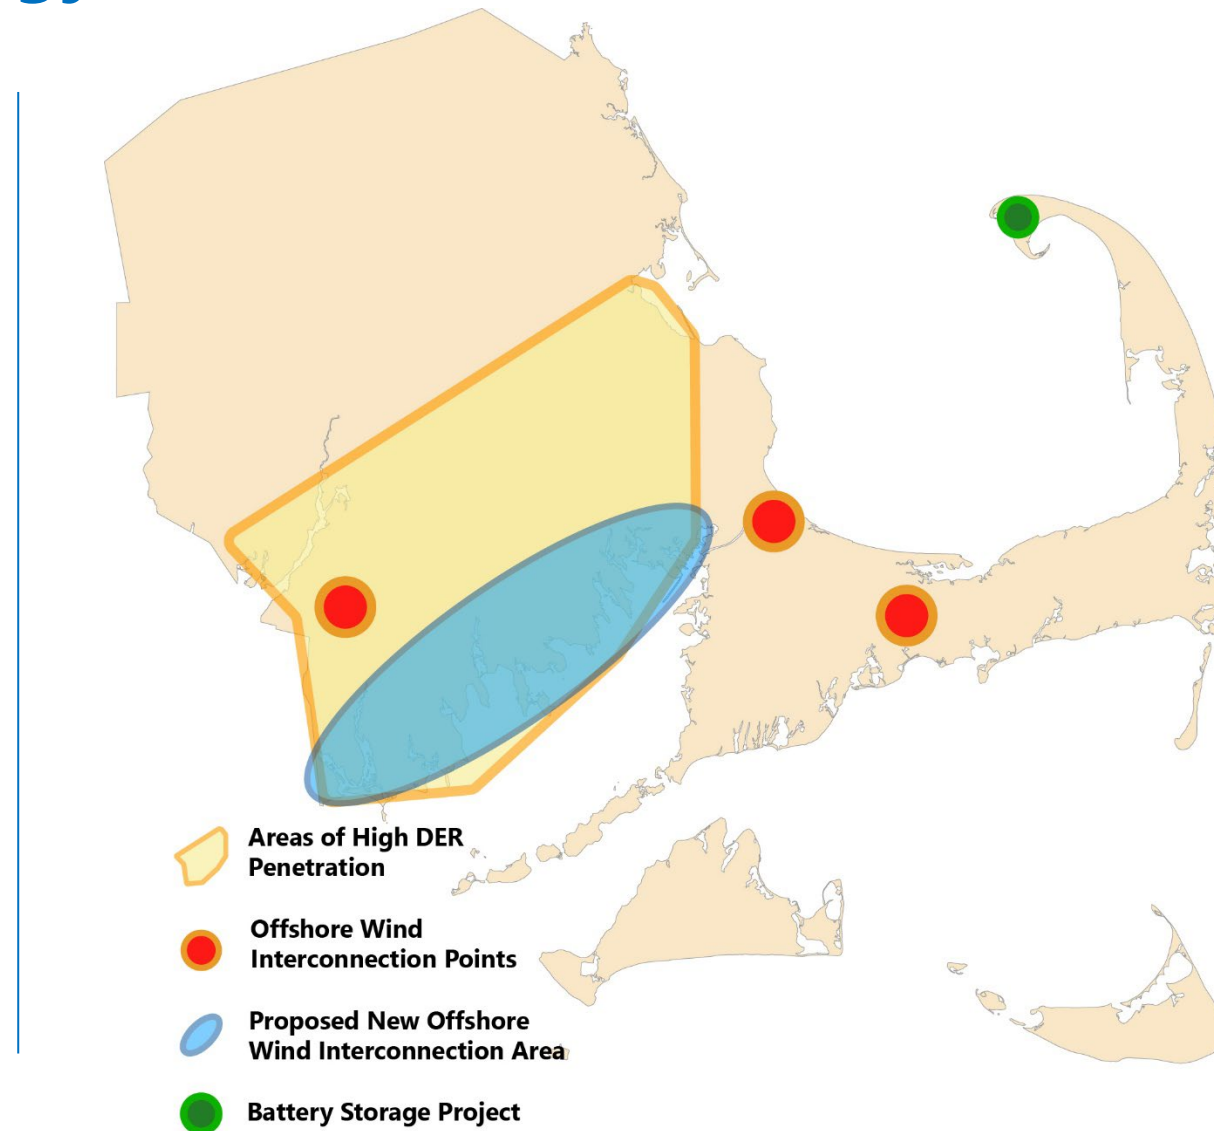 Areas of High DER
Penetration
Offshore Wind
Interconnection Points
Proposed New Offshore
Wind Interconnection Area
Battery Storage Project